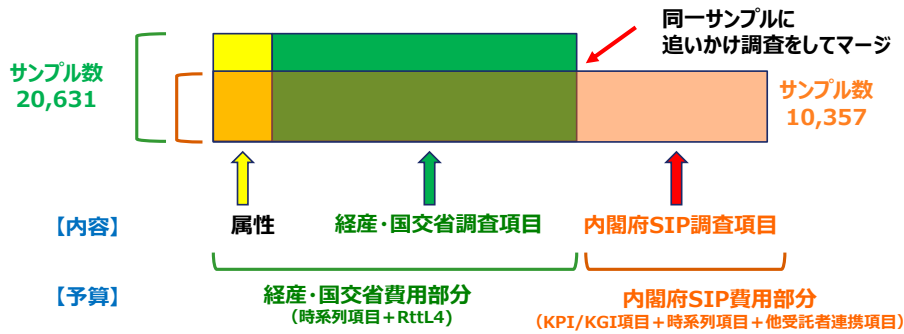 同一サンプルに
追いかけ調査をしてマージ
サンプル数
20,631
サンプル数
10,357
【内容】
属性
経産・国交省調査項目
内閣府SIP調査項目
【予算】
経産・国交省費用部分
(時系列項目+RttL4)
内閣府SIP費用部分
(KPI/KGI項目+時系列項目+他受託者連携項目)